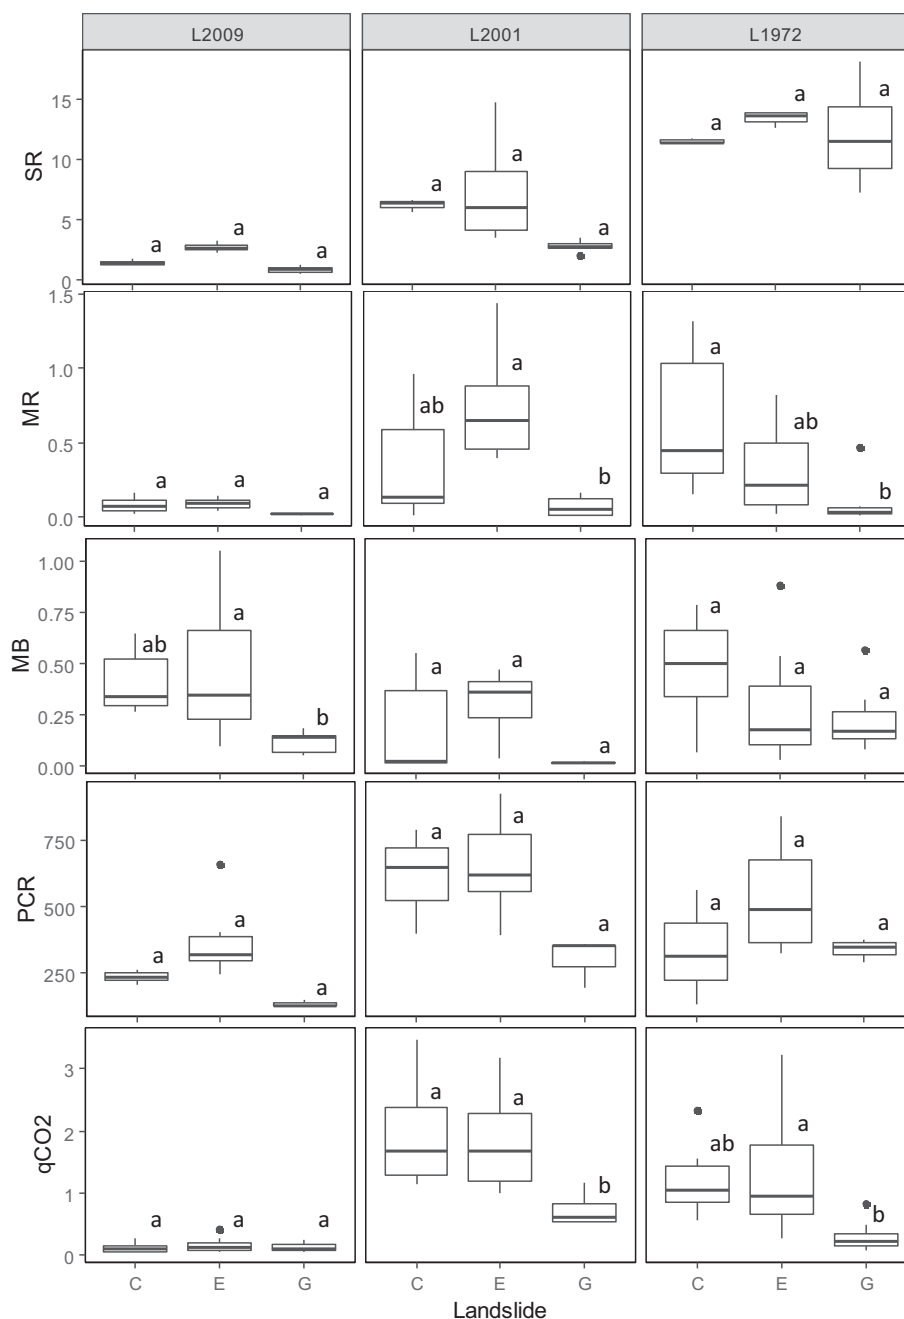 L2009 L2001 L1972
SR
15
10
5
0
a a a
a a a
a a a
MR
1.5
1.0
0.5
0.0
a a a
ab a b
a ab b
MB
1.00
0.75
0.50
0.25
0.00
ab a b
a a a
a a a
PCR
750
500
250
a a a
a a a
a a a
qCO2
3
2
1
0
a a a
a a b
ab a b
C E G C E G C E G
Landslide